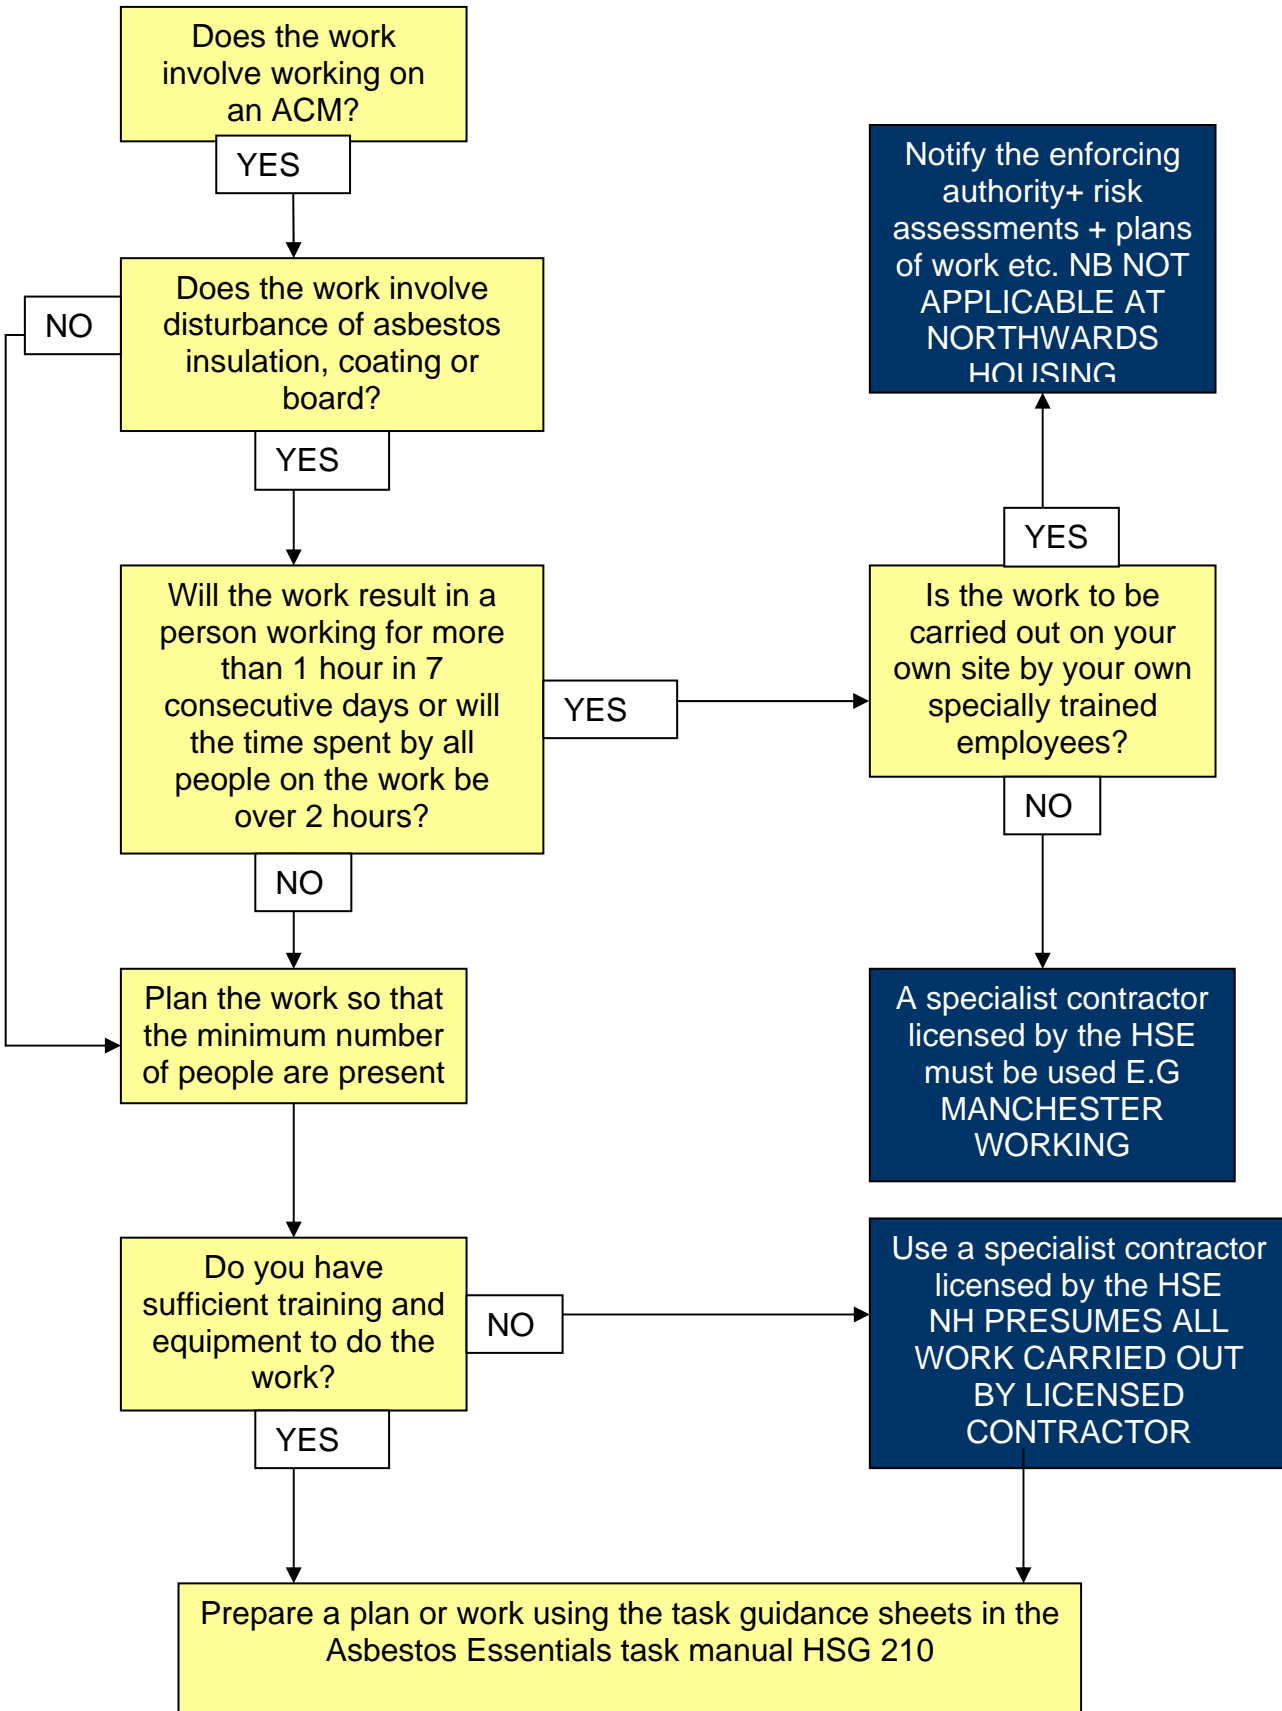 Does the work
involve working on
an ACM?
YES
Notify the enforcing
authority+ risk
assessments + plans
of work etc. NB NOT
APPLICABLE AT
NORTHWARDS
HOUSING
Does the work involve
disturbance of asbestos
insulation, coating or
board?
NO
YES
YES
Will the work result in a
person working for more
than 1 hour in 7
consecutive days or will
the time spent by all
people on the work be
over 2 hours?
YES
Is the work to be
carried out on your
own site by your own
specially trained
employees?
NO
NO
Plan the work so that
the minimum number
of people are present
A specialist contractor
licensed by the HSE
must be used E.G
MANCHESTER
WORKING
Do you have
sufficient training and
equipment to do the
work?
NO
Use a specialist contractor
licensed by the HSE
NH PRESUMES ALL
WORK CARRIED OUT
BY LICENSED
CONTRACTOR
YES
Prepare a plan or work using the task guidance sheets in the
Asbestos Essentials task manual HSG 210